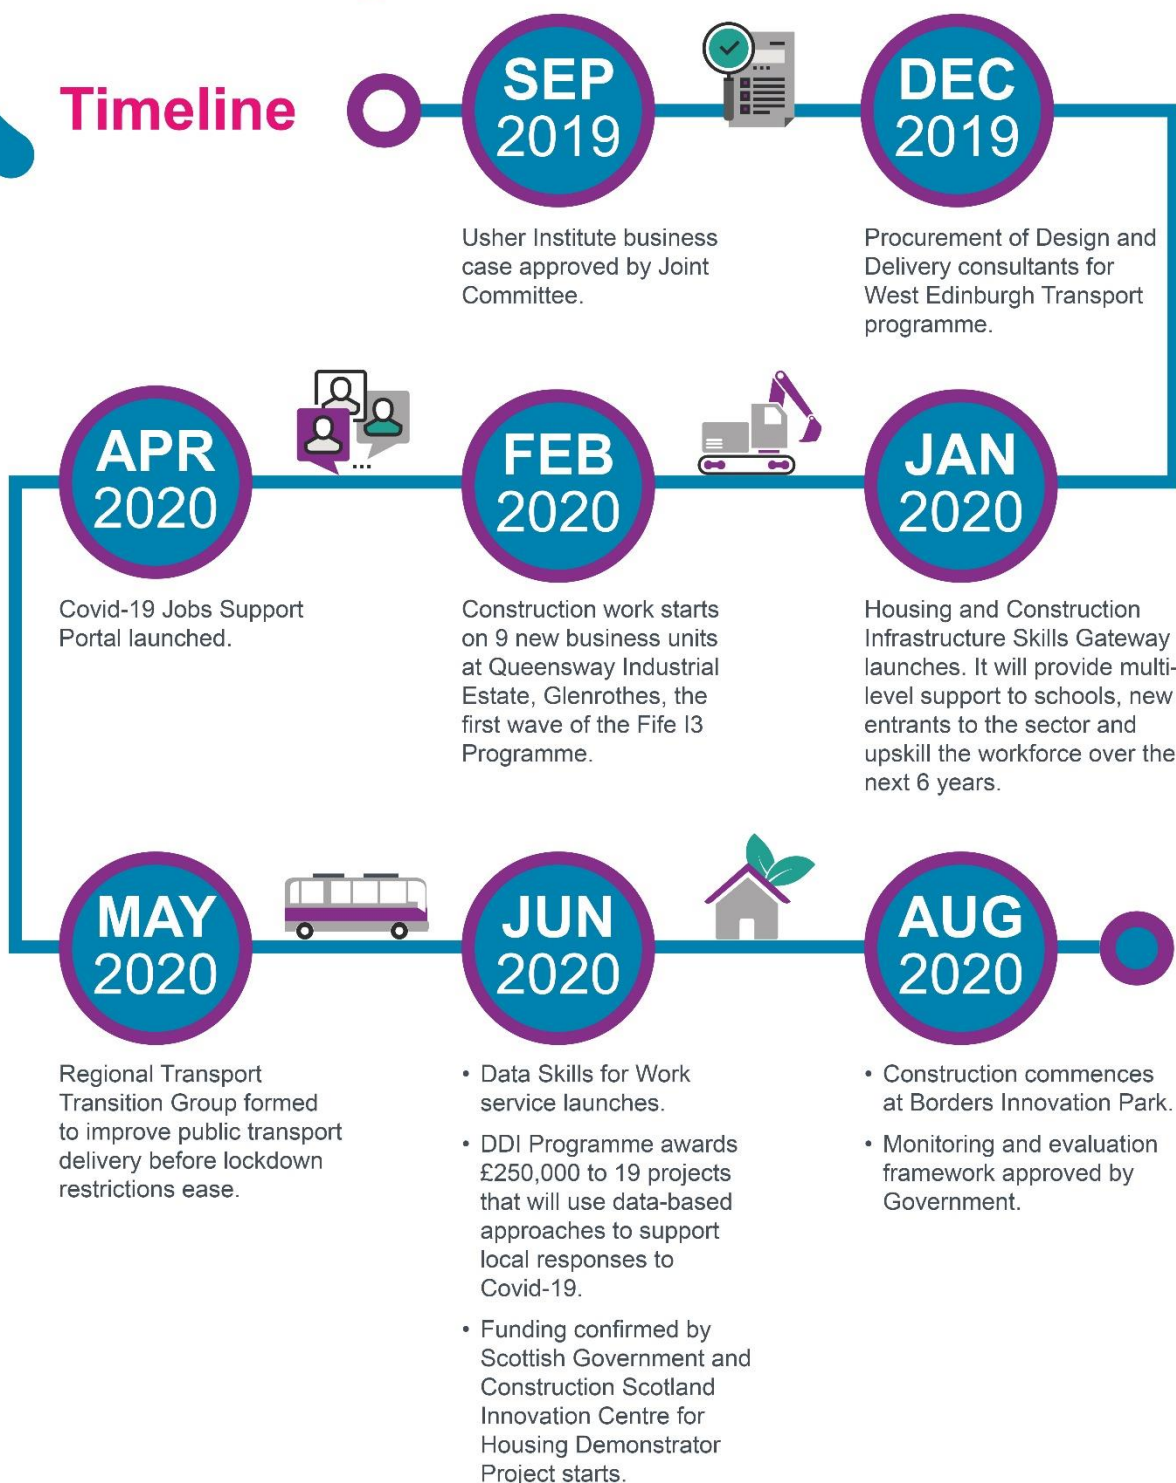 Timeline
SEP
2019
Usher Institute business
case approved by Joint
Committee.
DEC
2019
Procurement of Design and
Delivery consultants for
West Edinburgh Transport
programme.
JAN
2020
Housing and Construction
Infrastructure Skills Gateway
launches. It will provide multi-
level support to schools, new
entrants to the sector and
upskill the workforce over the
next 6 years.
FEB
2020
Construction work starts
on 9 new business units
at Queensway Industrial
Estate, Glenrothes, the
first wave of the Fife I3
Programme.
APR
2020
Covid-19 Jobs Support
Portal launched.
MAY
2020
Regional Transport
Transition Group formed
to improve public transport
delivery before lockdown
restrictions ease.
JUN
2020
• Data Skills for Work
service launches.
• DDI Programme awards
£250,000 to 19 projects
that will use data-based
approaches to support
local responses to
Covid-19.
• Funding confirmed by
Scottish Government and
Construction Scotland
Innovation Centre for
Housing Demonstrator
Project starts.
AUG
2020
• Construction commences
at Borders Innovation Park.
• Monitoring and evaluation
framework approved by
Government.